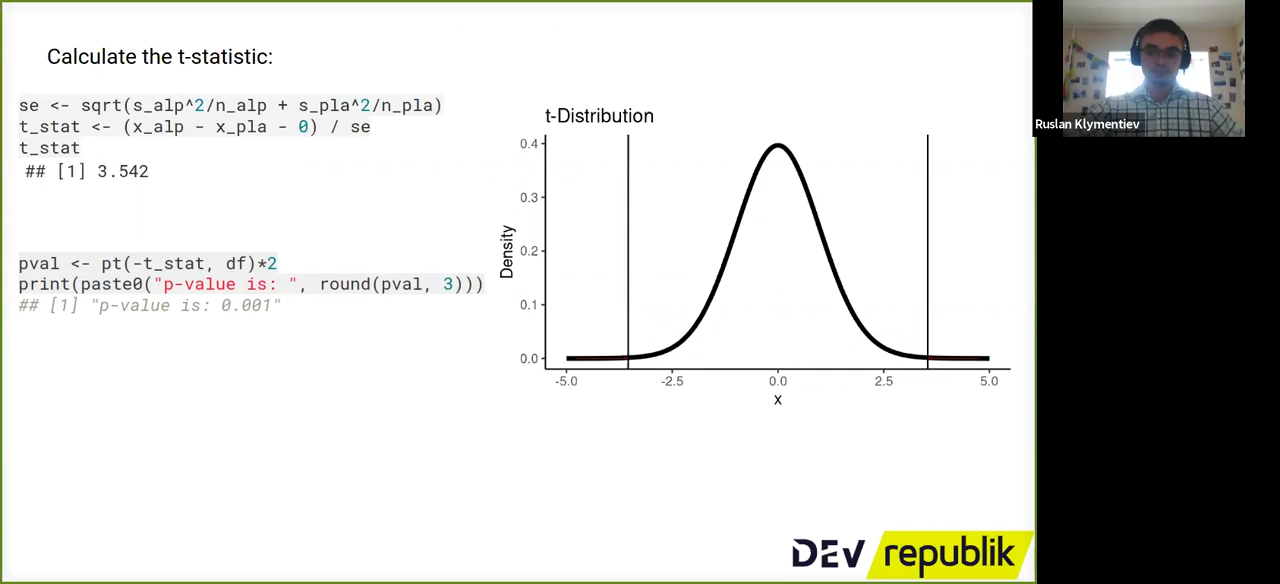 Calculate the t-statistic:
se <- sqrt(s_alp^2/n_alp + s_pla^2/n_pla)
t_stat <- (x_alp - x_pla - 0) / se
t_stat
## [1] 3.542
pval <- pt(-t_stat, df)*2
print(paste0("p-value is: ", round(pval, 3)))
## [1] "p-value is: 0.001"
t-Distribution
Density
0.4
0.3
0.2
0.1
0.0
-5.0 -2.5 0.0 2.5 5.0
x
Ruslan Klymentiev
DEV republik